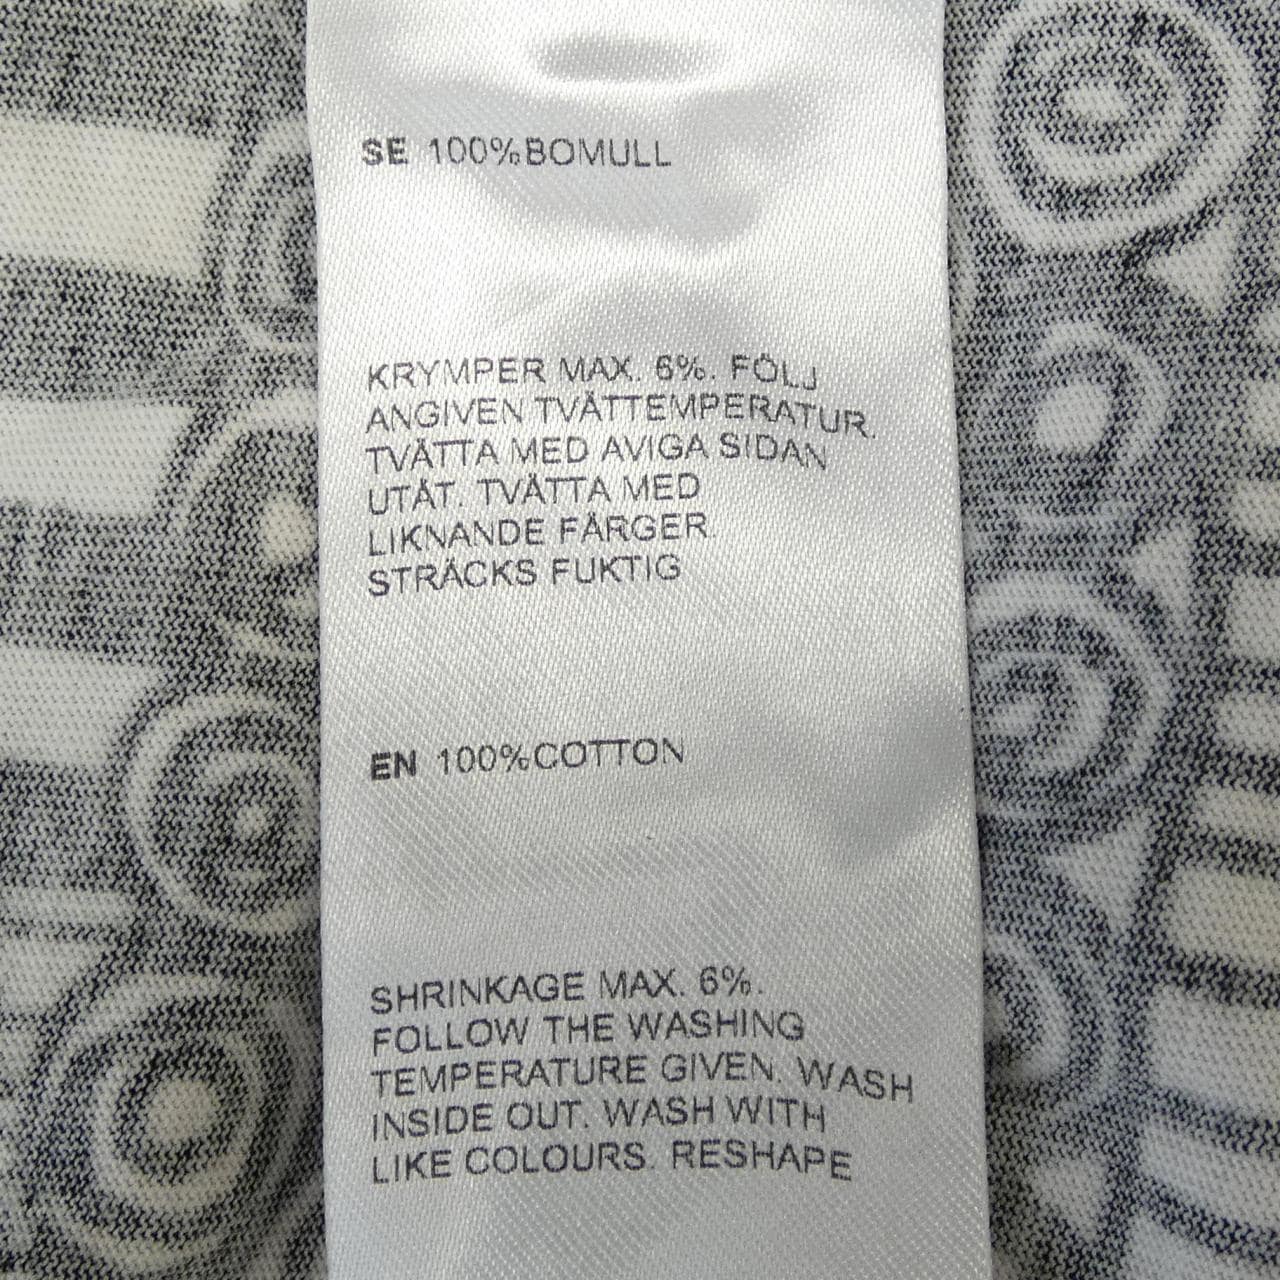 SE 100%BOMULL
KRYMPER MAX. 6%. FÖLJ
ANGIVEN TVÄTTEMPERATUR.
TVÄTTA MED AVIGA SIDAN
UTÅT. TVÄTTA MED
LIKNANDE FÄRGER.
STRÄCKS FUKTIG
EN 100%COTTON
SHRINKAGE MAX. 6%.
FOLLOW THE WASHING
TEMPERATURE GIVEN. WASH
INSIDE OUT. WASH WITH
LIKE COLOURS. RESHAPE